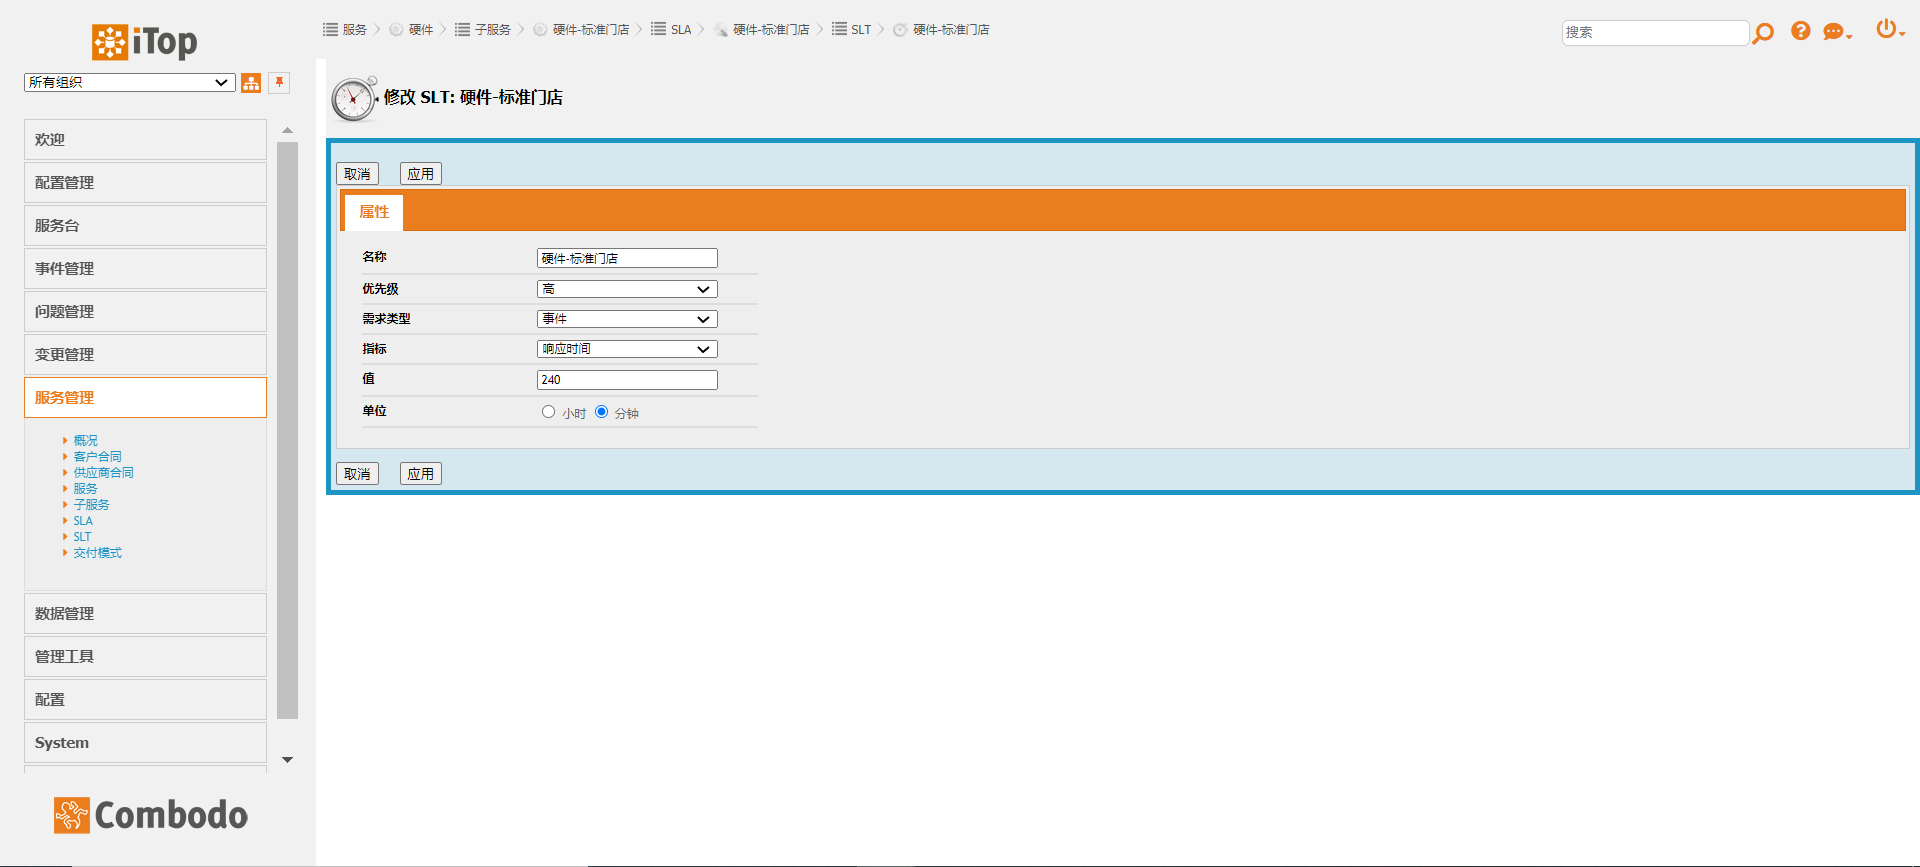 iTop
服务 硬件 子服务 硬件-标准门店 SLA 硬件-标准门店 SLT 硬件-标准门店
搜索
所有组织
修改 SLT: 硬件-标准门店
欢迎
配置管理
服务台
事件管理
问题管理
变更管理
服务管理
概况
客户合同
供应商合同
服务
子服务
SLA
SLT
交付模式
数据管理
管理工具
配置
System
Combodo
取消 应用
属性
名称 硬件-标准门店
优先级 高
需求类型 事件
指标 响应时间
值 240
单位 小时 分钟
取消 应用